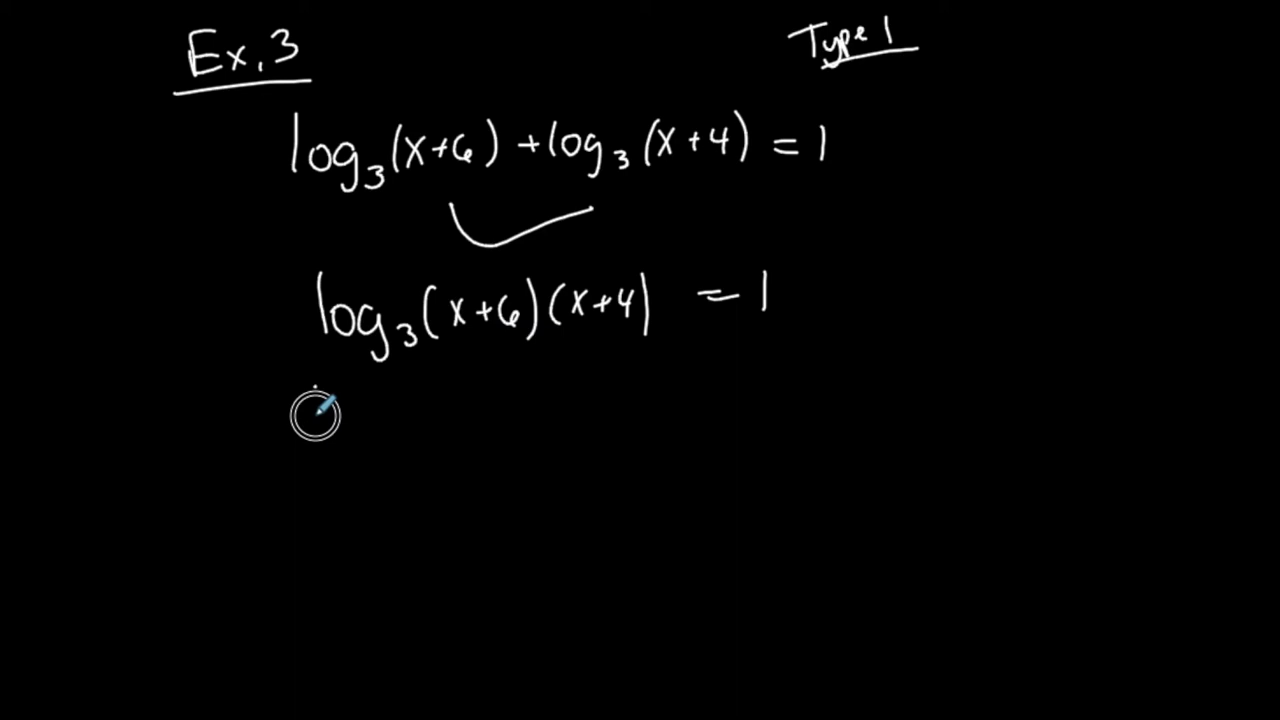 Ex. 3
Type 1
log₃(x+6) + log₃(x+4) = 1
log₃(x+6)(x+4) = 1